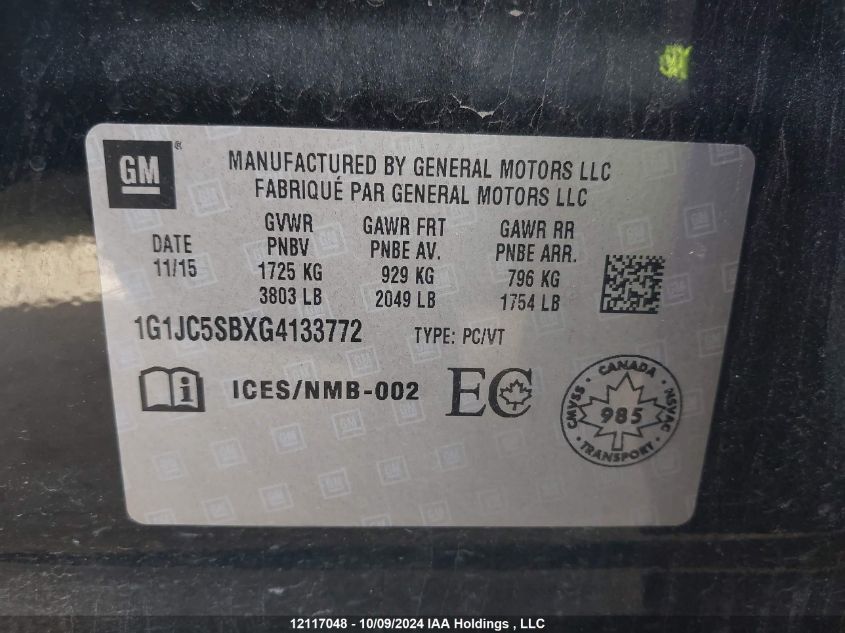 GM®
MANUFACTURED BY GENERAL MOTORS LLC
FABRIQUÉ PAR GENERAL MOTORS LLC
DATE
11/15
GVWR
PNBV
1725 KG
3803 LB
GAWR FRT
PNBE AV.
929 KG
2049 LB
GAWR RR
PNBE ARR.
796 KG
1754 LB
1G1JC5SBXG4133772 TYPE: PC/VT
i ICES/NMB-002 EC
CANADA
CMVSS 985 NSVAC
TRANSPORT
12117048 - 10/09/2024 IAA Holdings , LLC